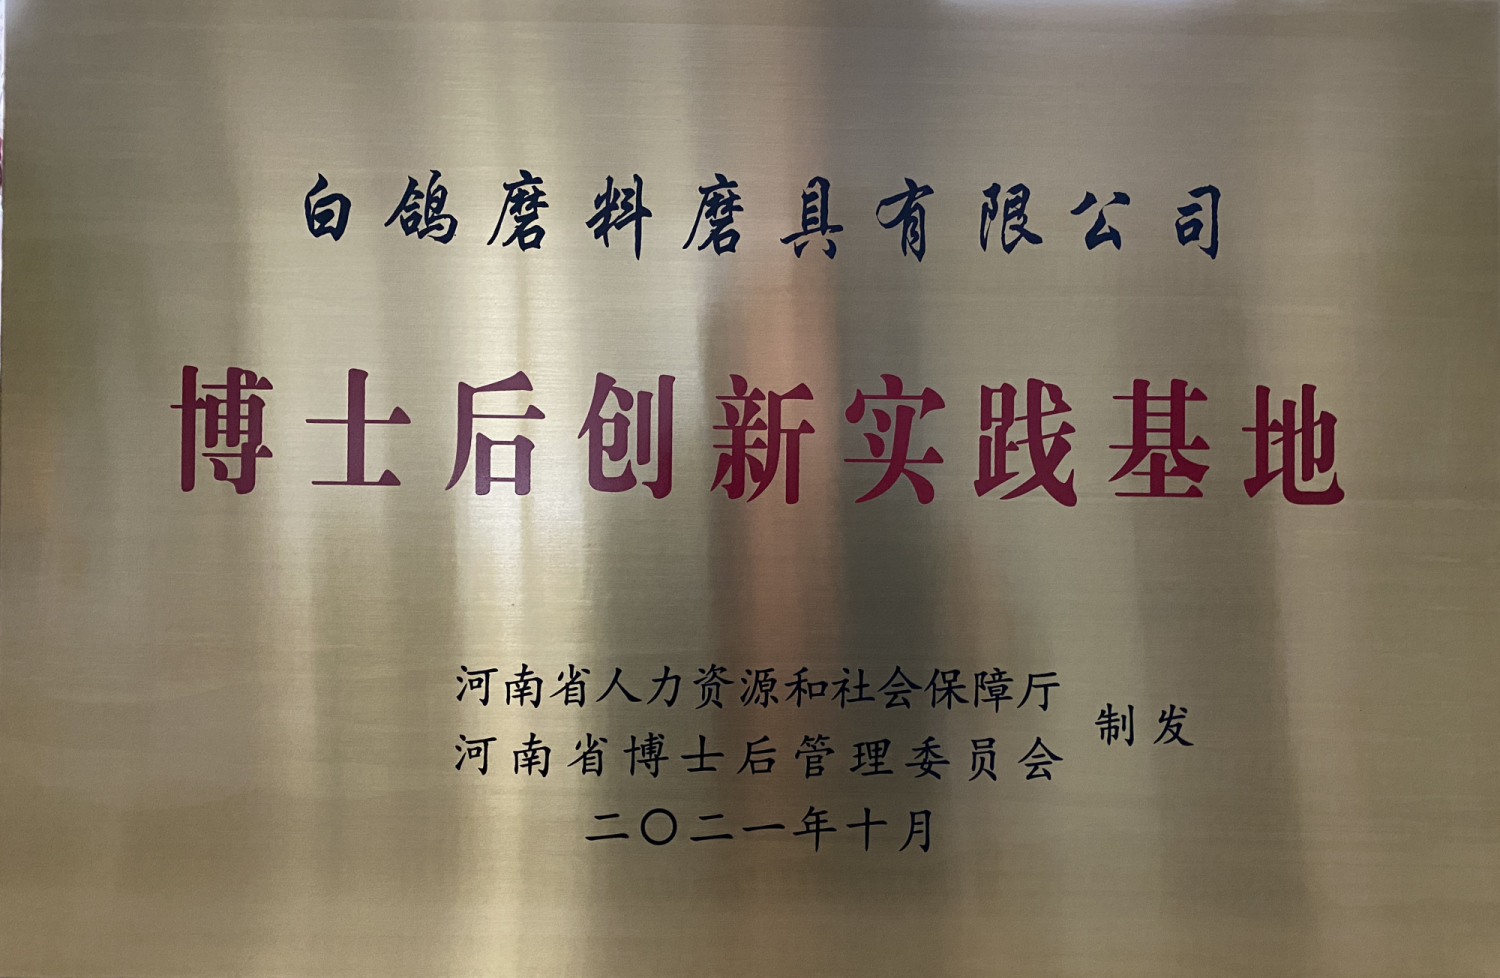 白鸽磨料磨具有限公司
博士后创新实践基地
河南省人力资源和社会保障厅
河南省博士后管理委员会
制发
二〇二一年十月